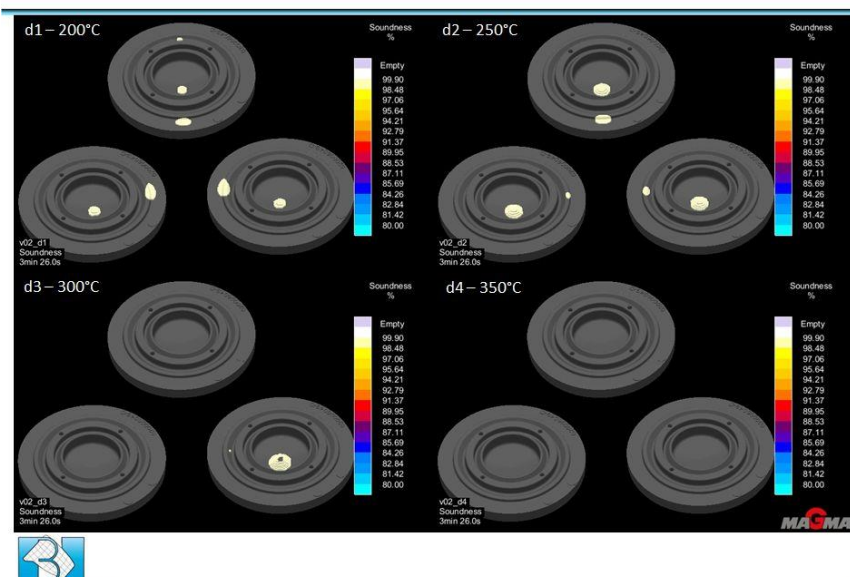 d1 – 200°C
Soundness
%
Empty
99.90
98.48
97.06
95.64
94.21
92.79
91.37
89.95
88.53
87.11
85.69
84.26
82.84
81.42
80.00
v02_d1
Soundness
3min 26.0s
d2 – 250°C
Soundness
%
Empty
99.90
98.48
97.06
95.64
94.21
92.79
91.37
89.95
88.53
87.11
85.69
84.26
82.84
81.42
80.00
v02_d2
Soundness
3min 26.0s
d3 – 300°C
Soundness
%
Empty
99.90
98.48
97.06
95.64
94.21
92.79
91.37
89.95
88.53
87.11
85.69
84.26
82.84
81.42
80.00
v02_d3
Soundness
3min 26.0s
d4 – 350°C
Soundness
%
Empty
99.90
98.48
97.06
95.64
94.21
92.79
91.37
89.95
88.53
87.11
85.69
84.26
82.84
81.42
80.00
v02_d4
Soundness
3min 26.0s
MAGMA